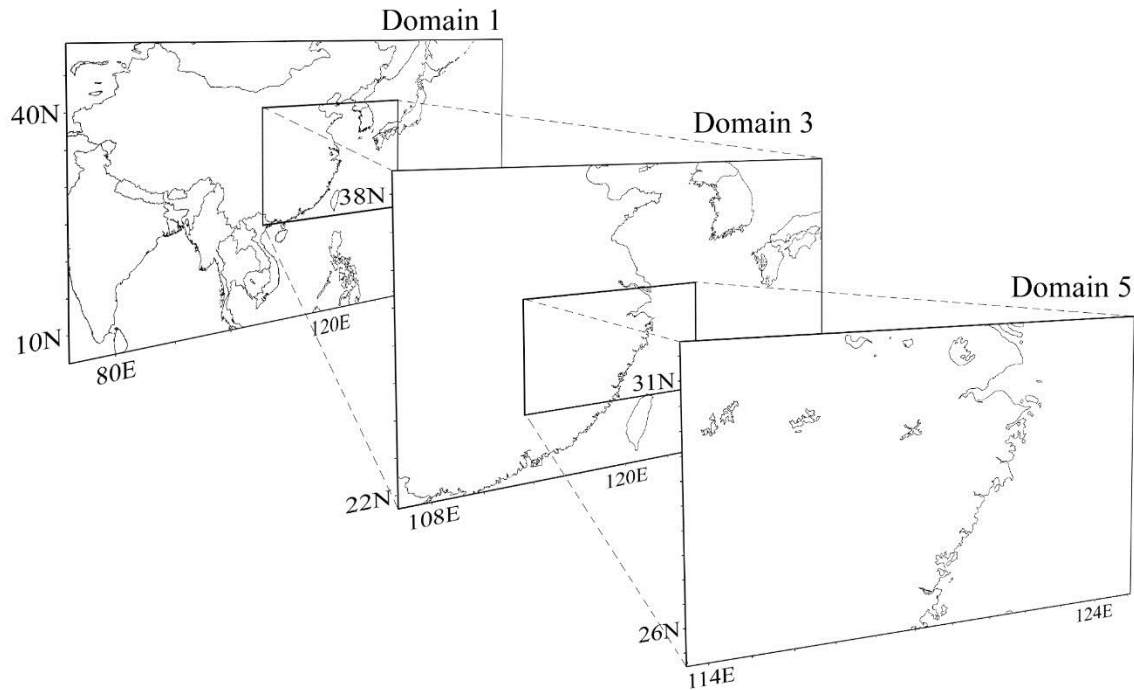 Domain 1
40N
10N
80E
120E
Domain 3
38N
22N
108E
120E
Domain 5
31N
26N
114E
124E